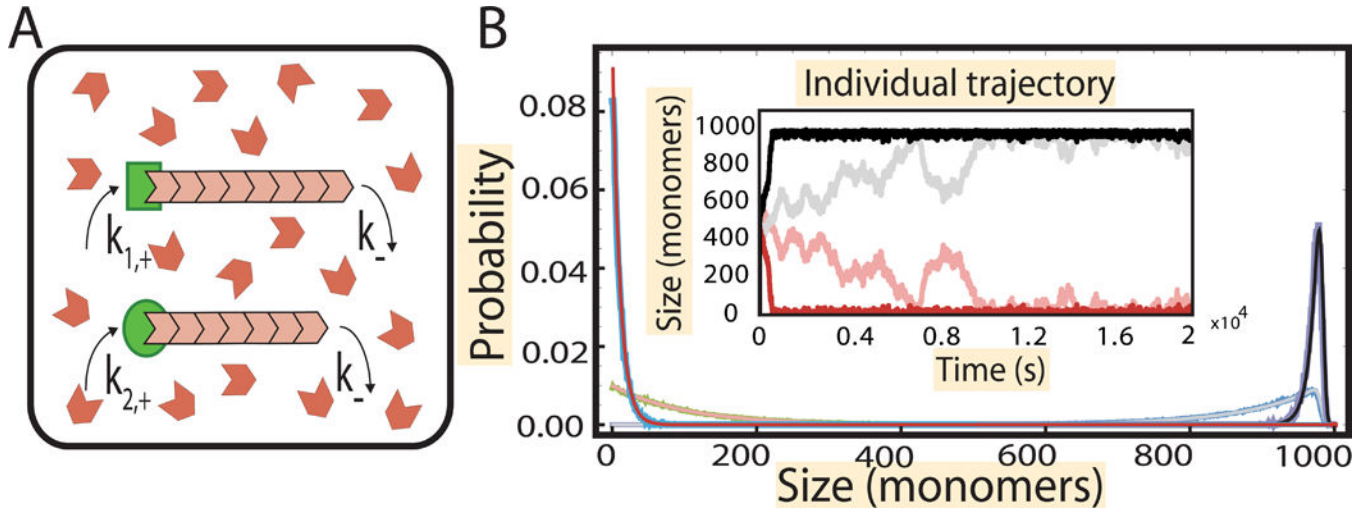 A
k1,+
k-
k2,+
k-
B
Probability
0.08
0.06
0.04
0.02
0.00
0
200
400
600
800
1000
Size (monomers)
Individual trajectory
Size (monomers)
1000
800
600
400
200
0
0
0.4
0.8
1.2
1.6
2
x10^4
Time (s)